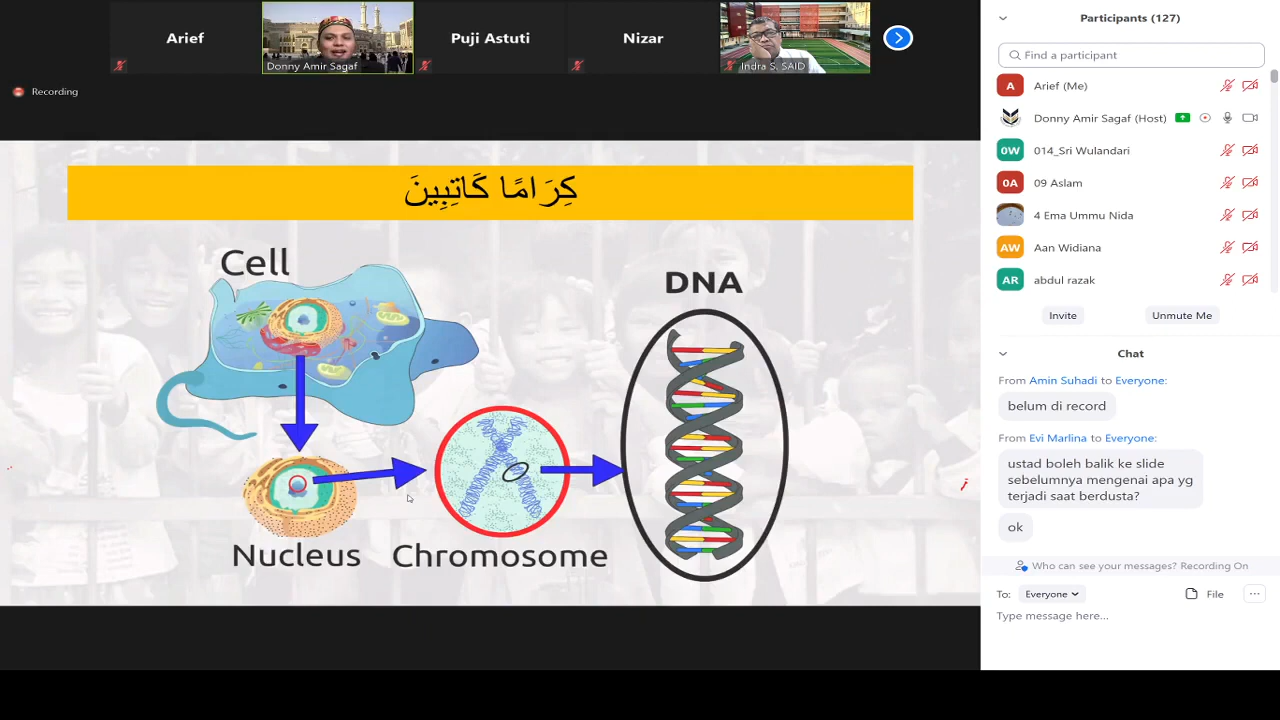 Arief
Donny Amir Sagaf
Puji Astuti
Nizar
Indra S. SAID
Recording
كِرَامًا كَاتِبِينَ
Cell
DNA
Nucleus
Chromosome
Participants (127)
Find a participant
A Arief (Me)
Donny Amir Sagaf (Host)
0W 014_Sri Wulandari
0A 09 Aslam
4 Ema Ummu Nida
AW Aan Widiana
AR abdul razak
Invite
Unmute Me
Chat
From Amin Suhadi to Everyone:
belum di record
From Evi Marlina to Everyone:
ustad boleh balik ke slide
sebelumnya mengenai apa yg
terjadi saat berdusta?
ok
Who can see your messages? Recording On
To: Everyone
File
Type message here...